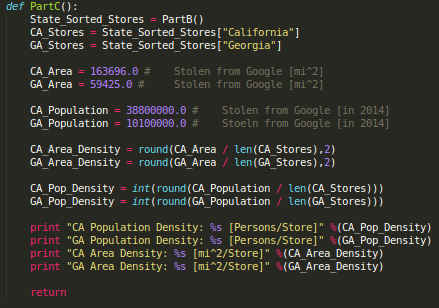 def PartC():
State_Sorted_Stores = PartB()
CA_Stores = State_Sorted_Stores["California"]
GA_Stores = State_Sorted_Stores["Georgia"]
CA_Area = 163696.0 # Stolen from Google [mi^2]
GA_Area = 59425.0 # Stolen from Google [mi^2]
CA_Population = 38800000.0 # Stolen from Google [in 2014]
GA_Population = 10100000.0 # Stoeln from Google [in 2014]
CA_Area_Density = round(CA_Area / len(CA_Stores),2)
GA_Area_Density = round(GA_Area / len(GA_Stores),2)
CA_Pop_Density = int(round(CA_Population / len(CA_Stores)))
GA_Pop_Density = int(round(GA_Population / len(GA_Stores)))
print "CA Population Density: %s [Persons/Store]" %(CA_Pop_Density)
print "GA Population Density: %s [Persons/Store]" %(GA_Pop_Density)
print "CA Area Density: %s [mi^2/Store]" %(CA_Area_Density)
print "GA Area Density: %s [mi^2/Store]" %(GA_Area_Density)
return